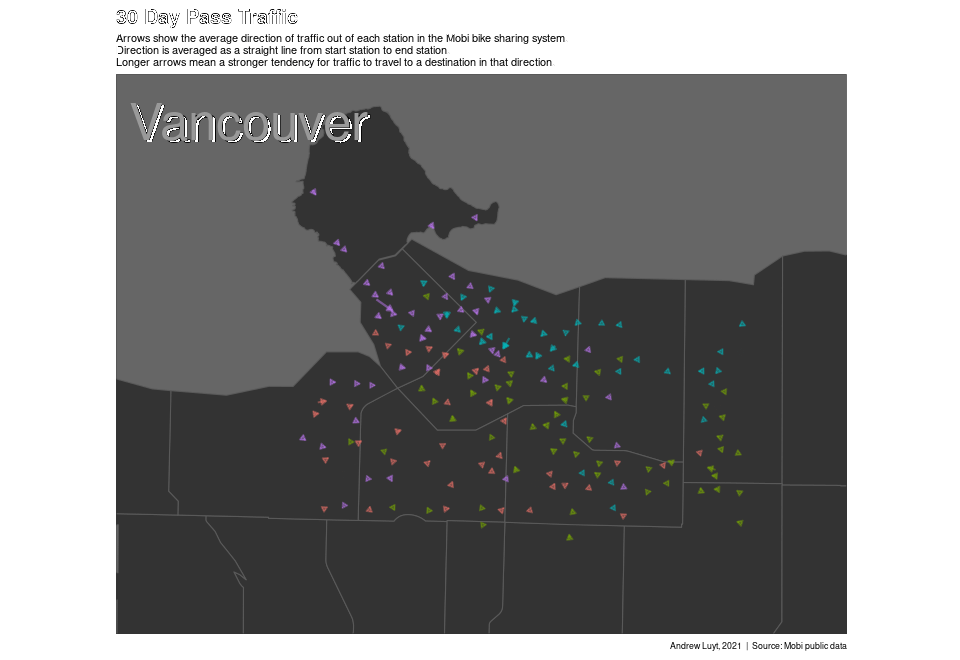 30 Day Pass Traffic
Arrows show the average direction of traffic out of each station in the Mobi bike sharing system
Direction is averaged as a straight line from start station to end station
Longer arrows mean a stronger tendency for traffic to travel to a destination in that direction
Vancouver
Andrew Luyt, 2021 | Source: Mobi public data